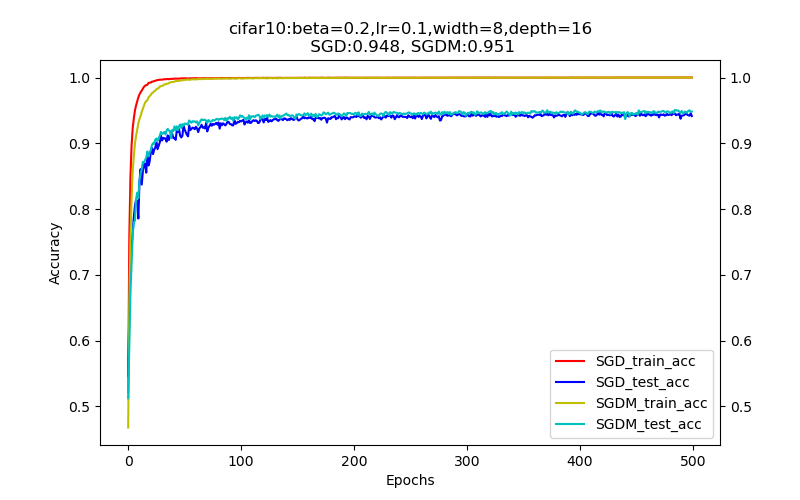 cifar10:beta=0.2,lr=0.1,width=8,depth=16
SGD:0.948, SGDM:0.951
1.0
0.9
0.8
0.7
0.6
0.5
Accuracy
1.0
0.9
0.8
0.7
0.6
0.5
SGD_train_acc
SGD_test_acc
SGDM_train_acc
SGDM_test_acc
0 100 200 300 400 500
Epochs